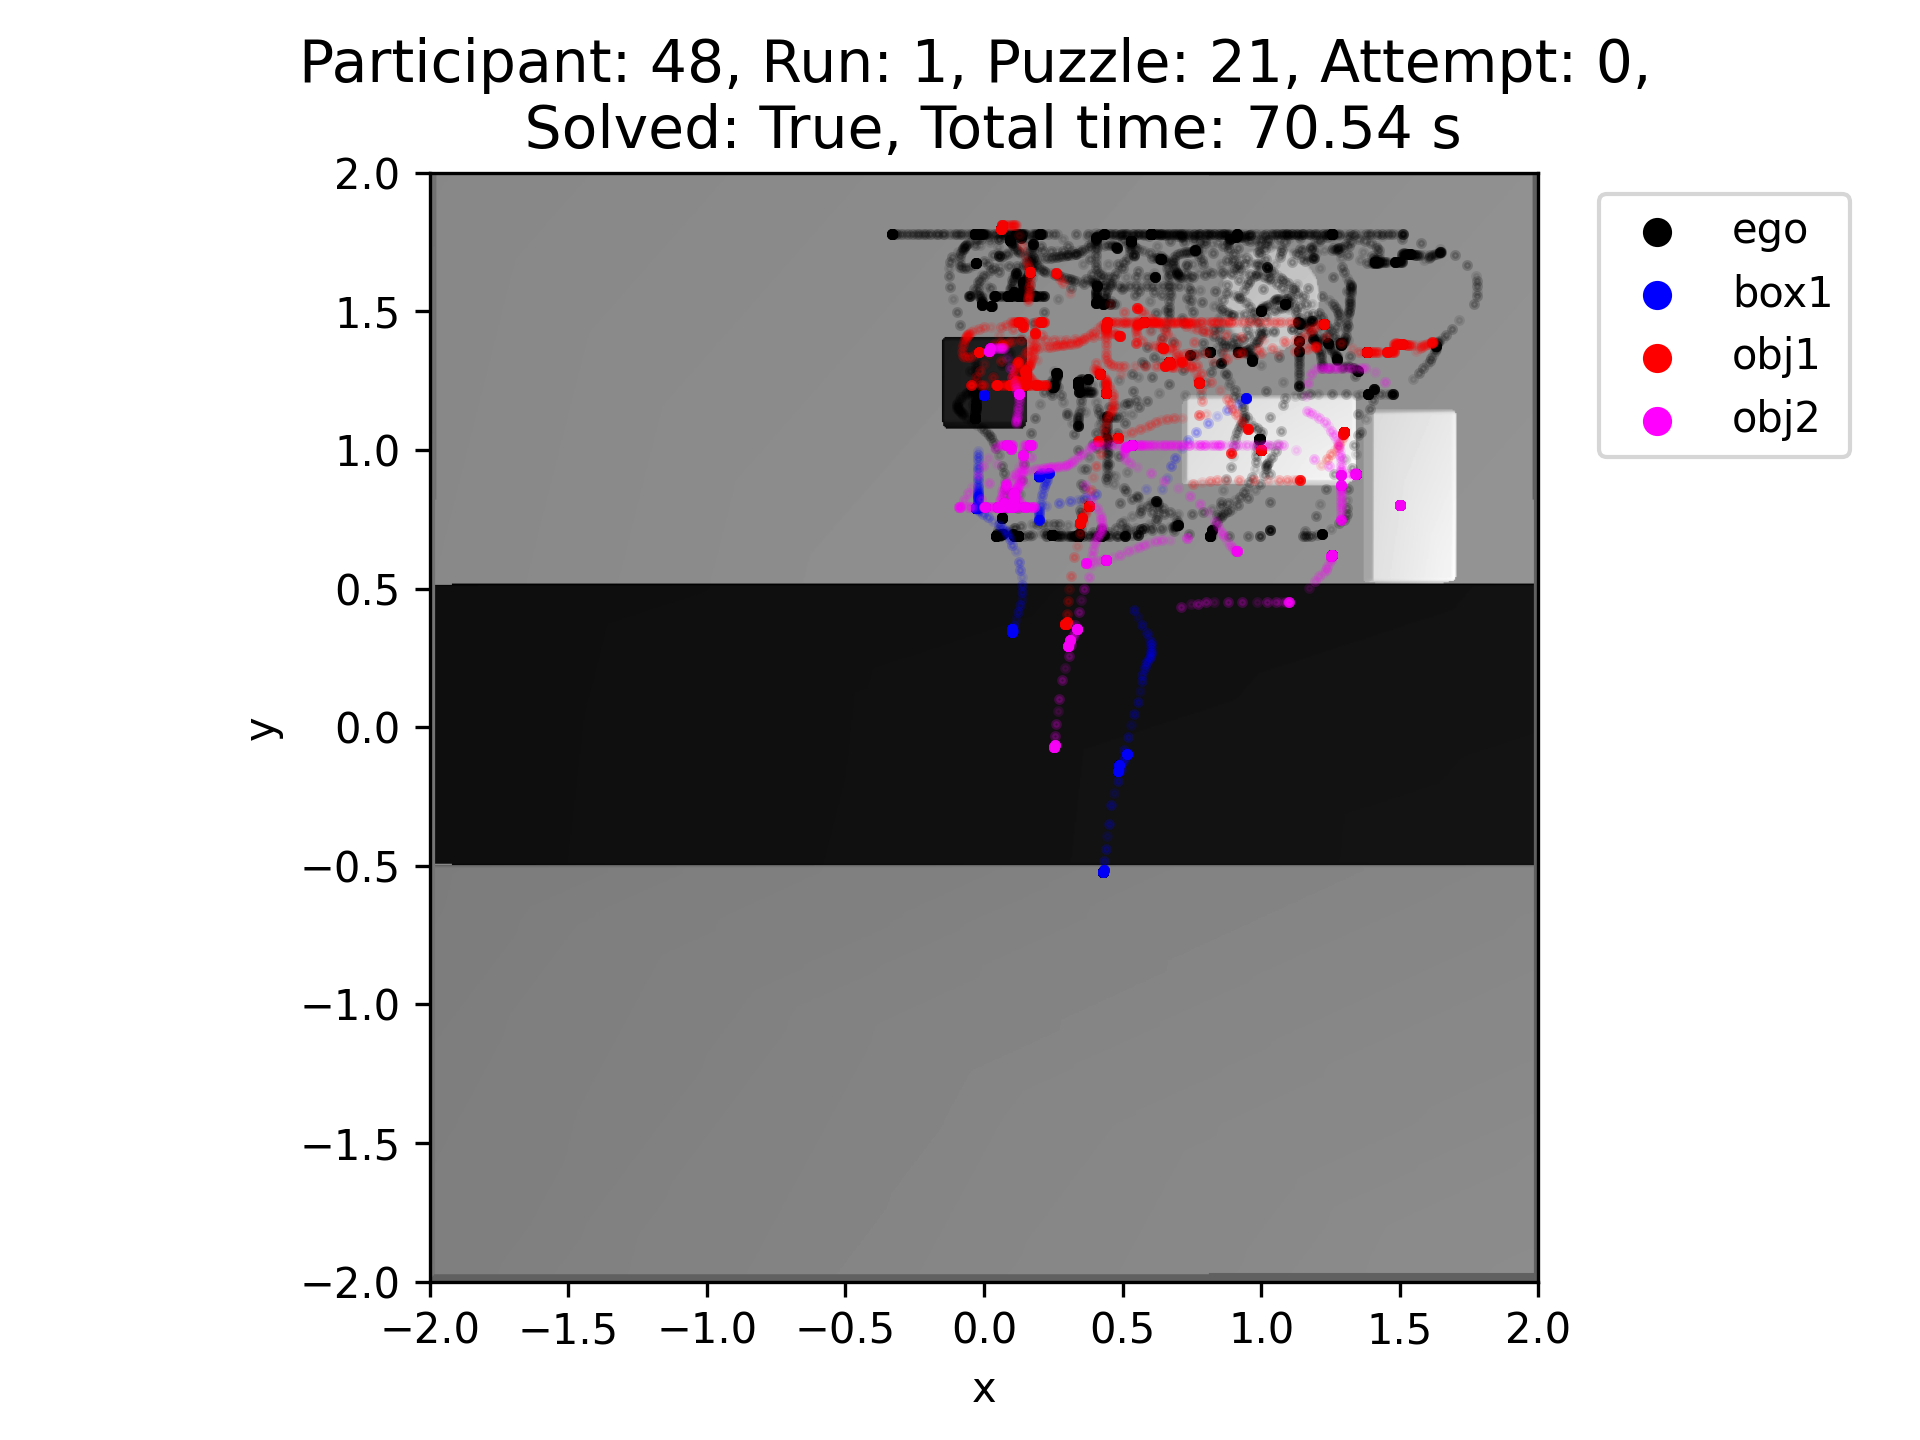 Participant: 48, Run: 1, Puzzle: 21, Attempt: 0,
Solved: True, Total time: 70.54 s
2.0
1.5
1.0
0.5
0.0
−0.5
−1.0
−1.5
−2.0
y
−2.0 −1.5 −1.0 −0.5 0.0 0.5 1.0 1.5 2.0
x
ego
box1
obj1
obj2